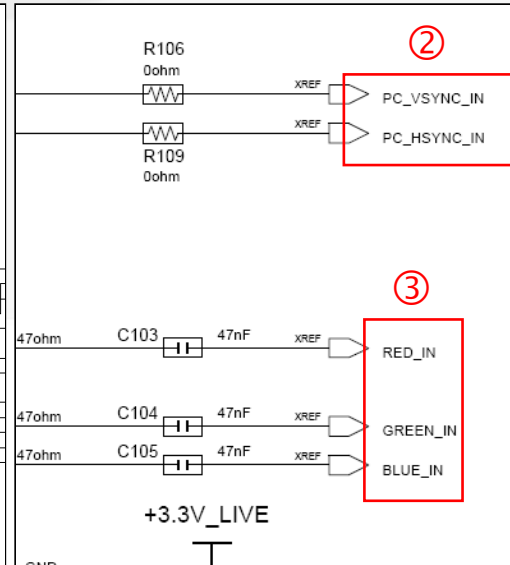 R106
0ohm
②
XREF
PC_VSYNC_IN
XREF
PC_HSYNC_IN
R109
0ohm
③
47ohm
C103
47nF
XREF
RED_IN
47ohm
C104
47nF
XREF
GREEN_IN
47ohm
C105
47nF
XREF
BLUE_IN
+3.3V_LIVE